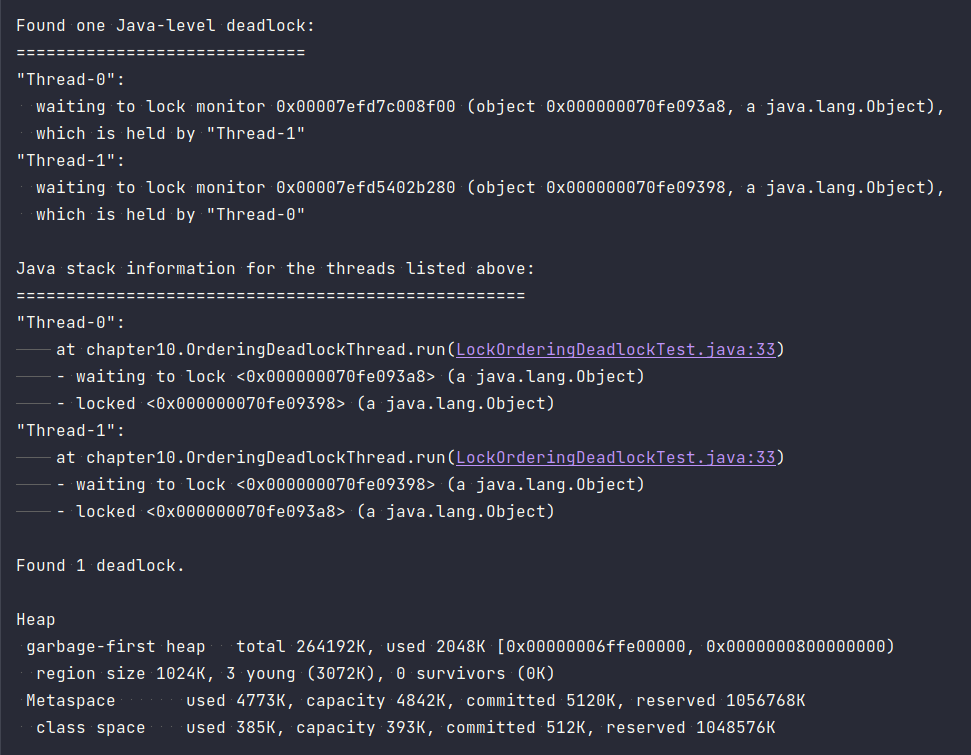 Found one Java-level deadlock:
=============================
"Thread-0":
  waiting to lock monitor 0x00007efd7c008f00 (object 0x000000070fe093a8, a java.lang.Object),
  which is held by "Thread-1"
"Thread-1":
  waiting to lock monitor 0x00007efd5402b280 (object 0x000000070fe09398, a java.lang.Object),
  which is held by "Thread-0"

Java stack information for the threads listed above:
===================================================
"Thread-0":
    at chapter10.OrderingDeadlockThread.run(LockOrderingDeadlockTest.java:33)
    - waiting to lock <0x000000070fe093a8> (a java.lang.Object)
    - locked <0x000000070fe09398> (a java.lang.Object)
"Thread-1":
    at chapter10.OrderingDeadlockThread.run(LockOrderingDeadlockTest.java:33)
    - waiting to lock <0x000000070fe09398> (a java.lang.Object)
    - locked <0x000000070fe093a8> (a java.lang.Object)

Found 1 deadlock.

Heap
 garbage-first heap   total 264192K, used 2048K [0x00000006ffe00000, 0x0000000800000000)
  region size 1024K, 3 young (3072K), 0 survivors (0K)
 Metaspace       used 4773K, capacity 4842K, committed 5120K, reserved 1056768K
  class space    used 385K, capacity 393K, committed 512K, reserved 1048576K